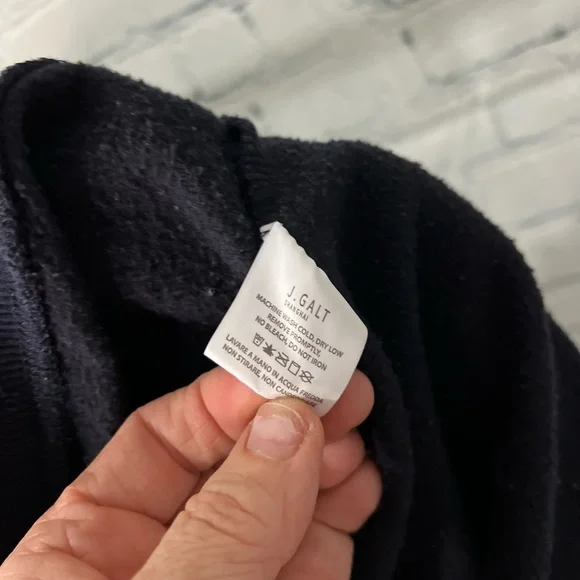 J.GALT
SHANGHAI
MACHINE WASH COLD, DRY LOW
REMOVE PROMPTLY,
NO BLEACH, DO NOT IRON
LAVARE A MANO IN ACQUA FREDDA
NON STIRARE, NON